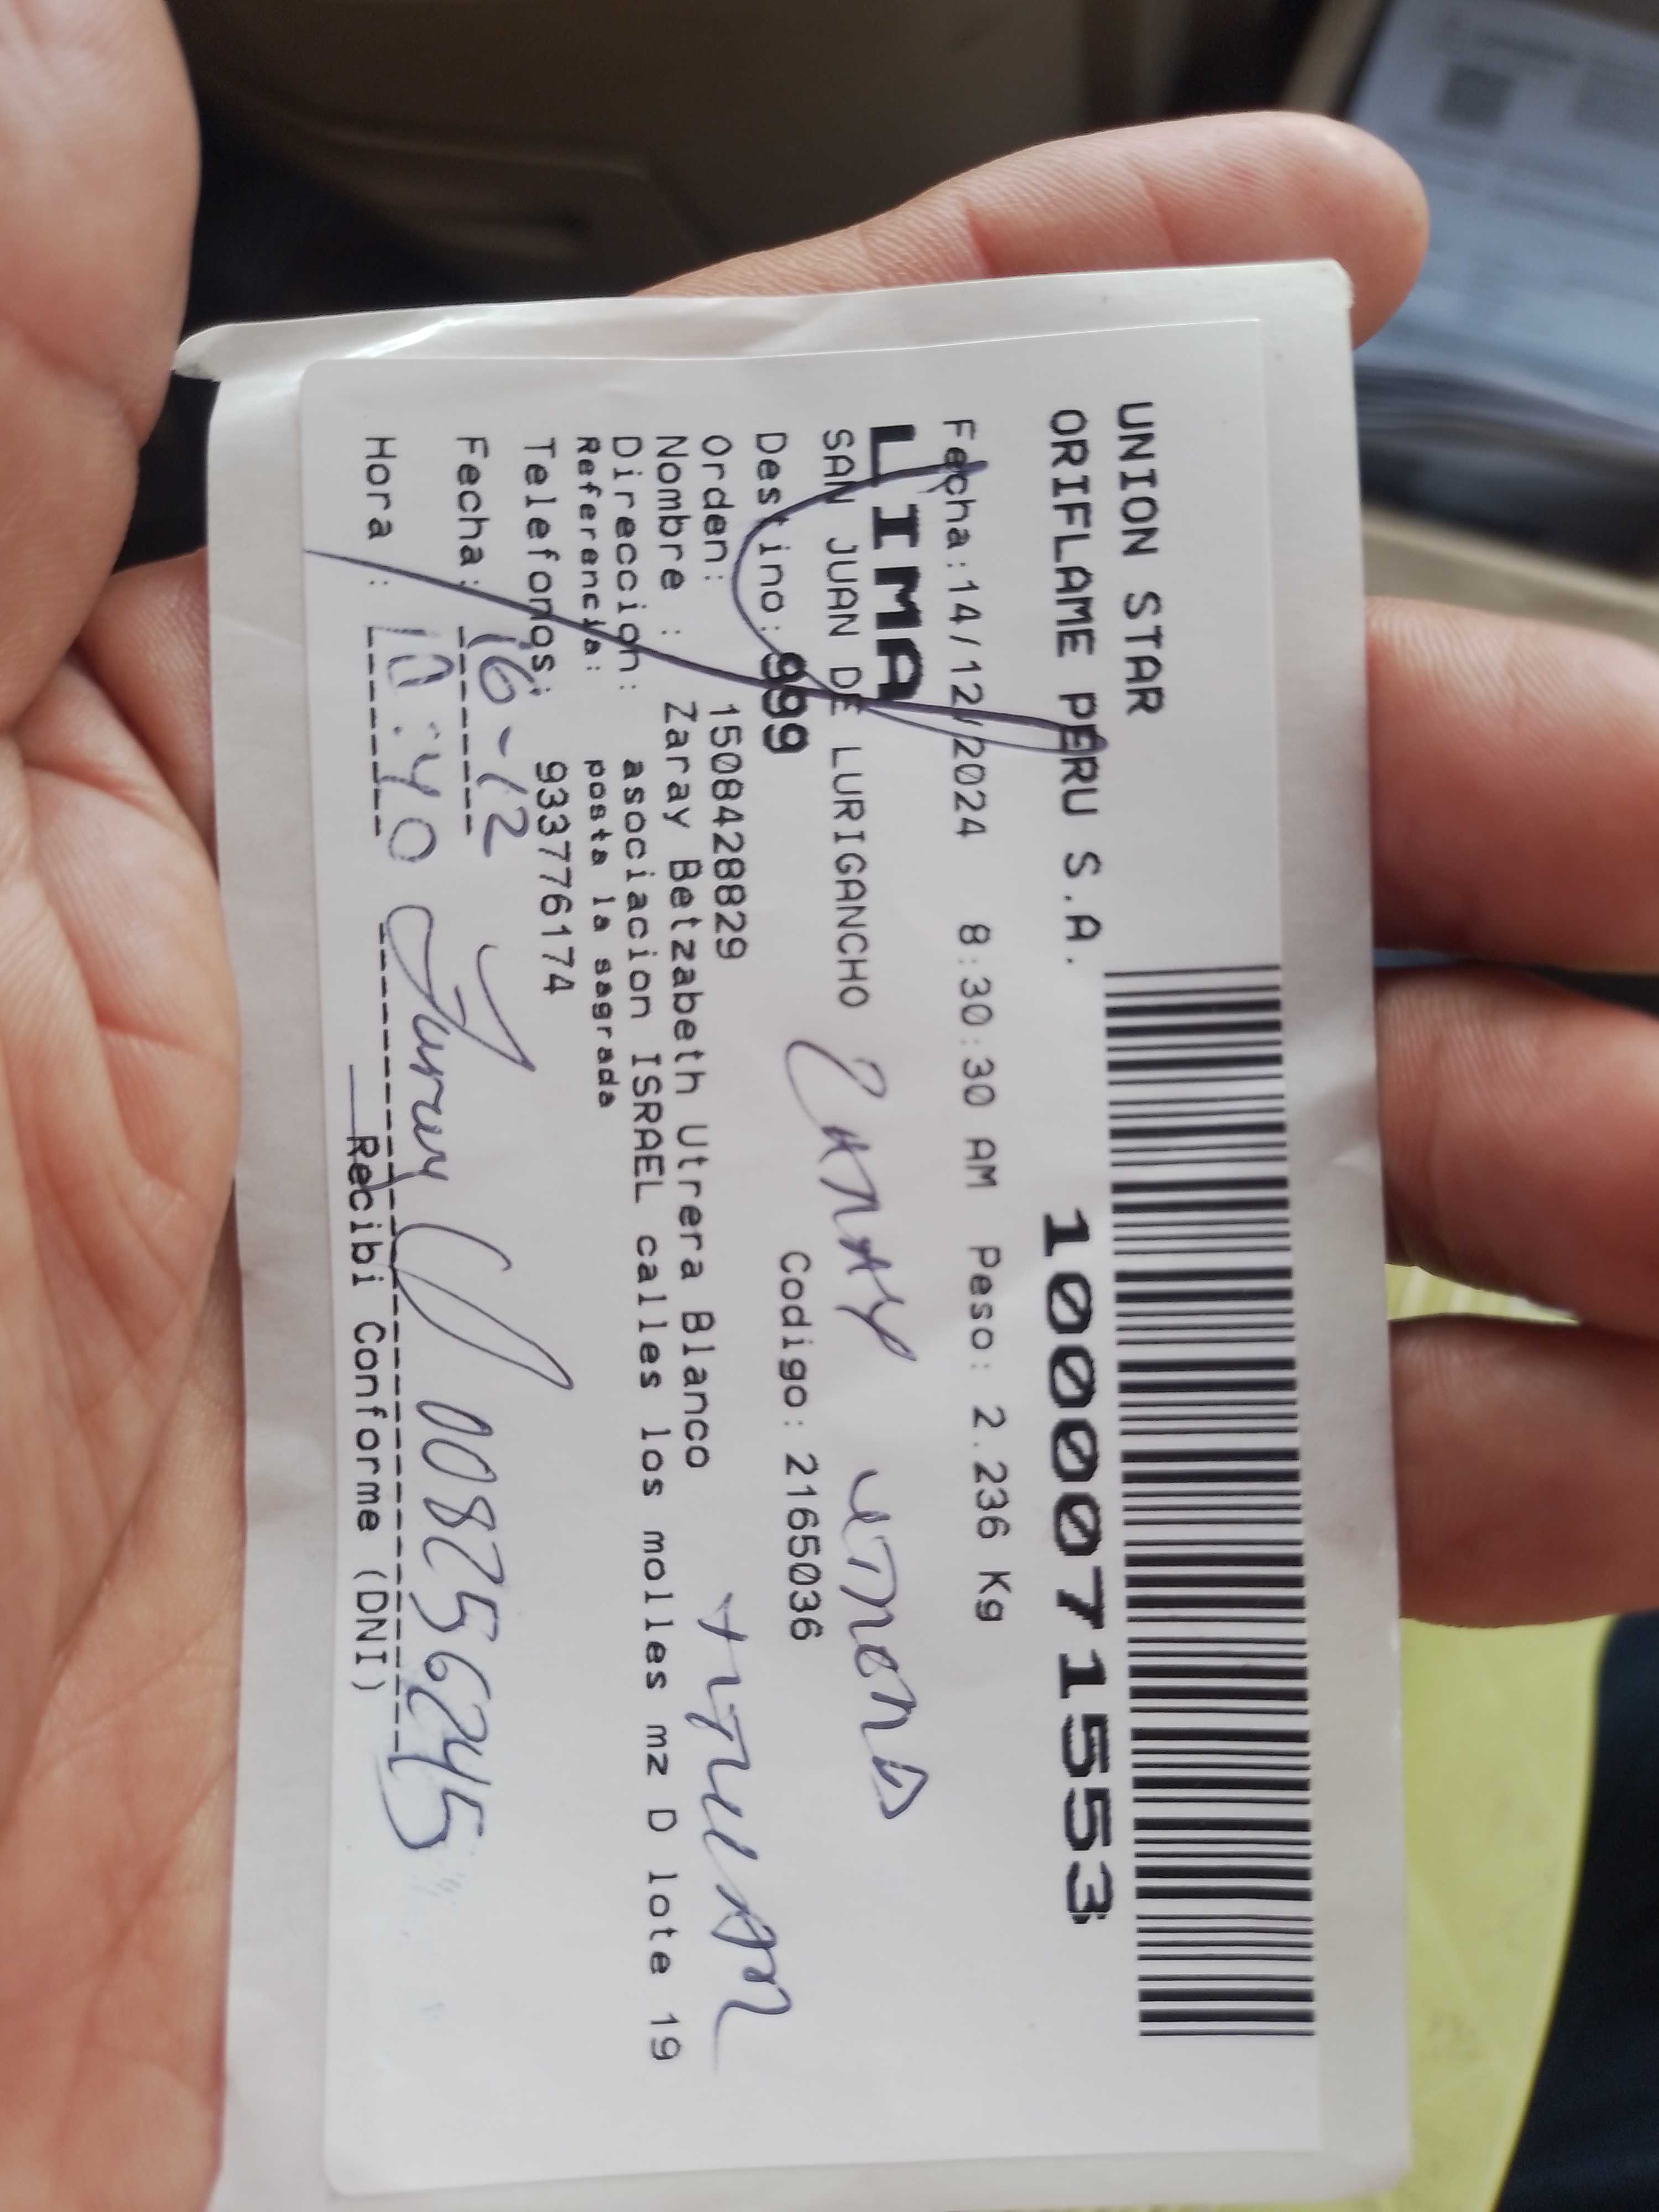 UNION STAR
ORIFLAME PERU S.A.
1000071553
Fecha:14/12/2024 8:30:30 AM Peso: 2.236 Kg
LIMA
SAN JUAN DE LURIGANCHO
Destino: 999 Codigo: 2165036
Orden: 1508428829
Nombre : Zaray Betzabeth Utrera Blanco
Direccion: asociacion ISRAEL calles los molles mz D lote 19
Referencia: posta la sagrada
Telefonos: 933776174
Fecha: 16-12
Hora : 10:40 008256245
Recibi Conforme (DNI)